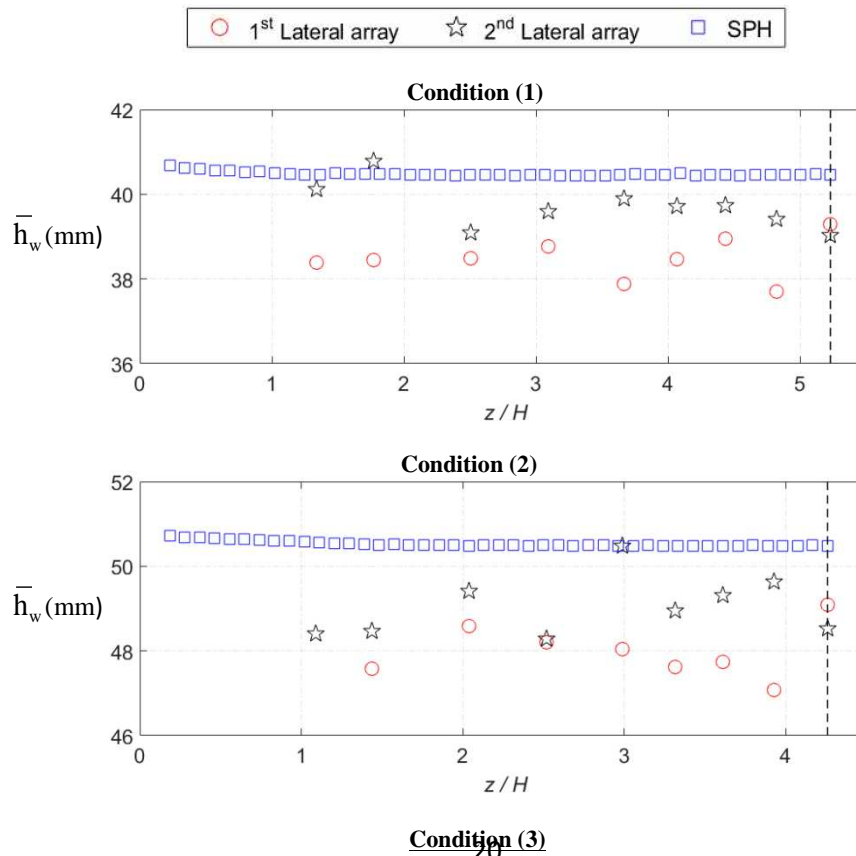 1st Lateral array 2nd Lateral array SPH
Condition (1)
42
40
38
36
h̅w (mm)
0 1 2 3 4 5
z / H
Condition (2)
52
50
48
46
h̅w (mm)
0 1 2 3 4
z / H
Condition (3)
20